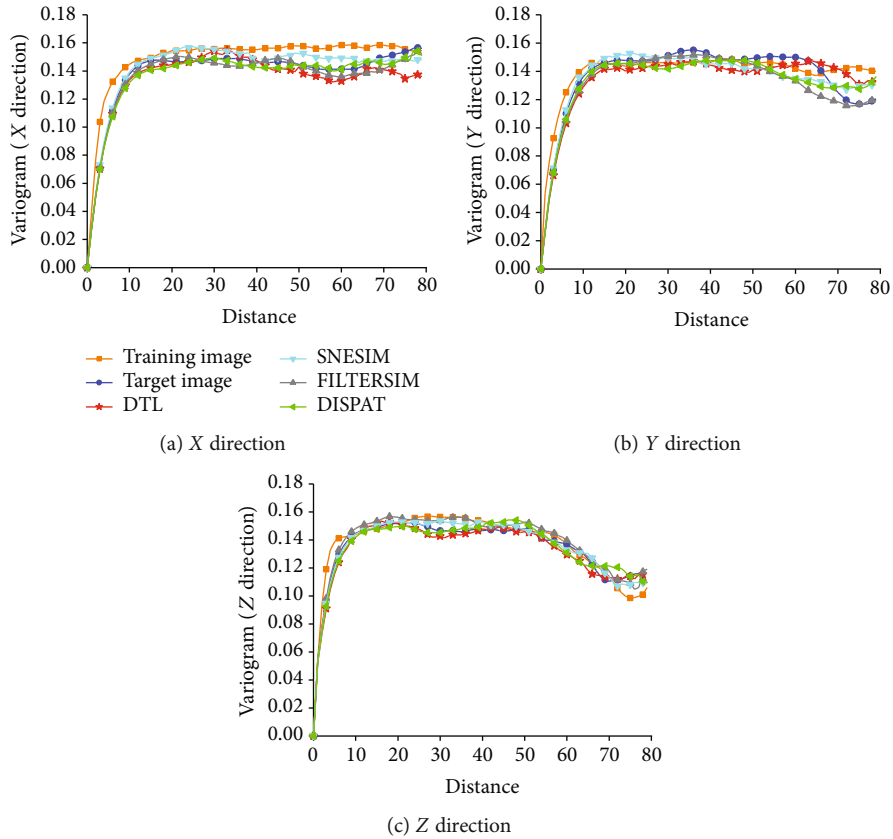 0.18
0.16
0.14
0.12
0.10
0.08
0.06
0.04
0.02
0.00
Variogram (X direction)
0 10 20 30 40 50 60 70 80
Distance
0.18
0.16
0.14
0.12
0.10
0.08
0.06
0.04
0.02
0.00
Variogram (Y direction)
0 10 20 30 40 50 60 70 80
Distance
Training image
Target image
DTL
SNESIM
FILTERSIM
DISPAT
(a) X direction
(b) Y direction
0.18
0.16
0.14
0.12
0.10
0.08
0.06
0.04
0.02
0.00
Variogram (Z direction)
0 10 20 30 40 50 60 70 80
Distance
(c) Z direction